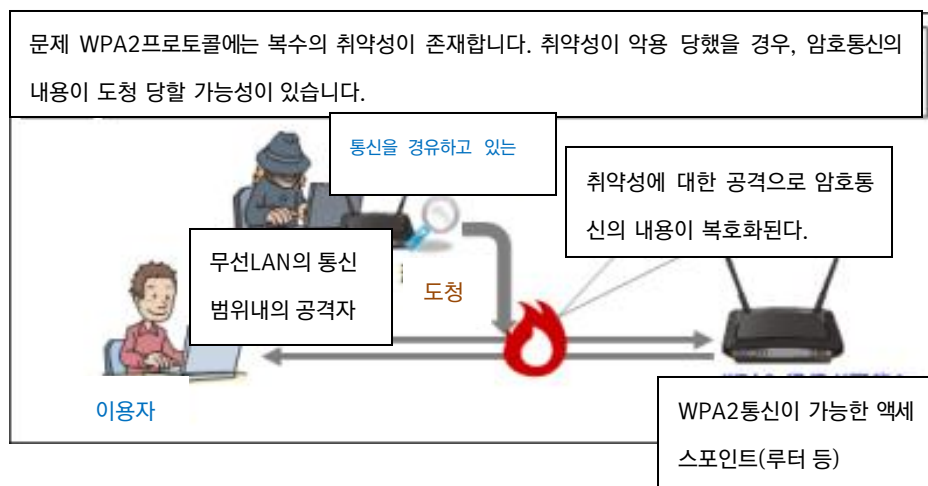 문제 WPA2프로토콜에는 복수의 취약성이 존재합니다. 취약성이 악용 당했을 경우, 암호통신의
내용이 도청 당할 가능성이 있습니다.
통신을 경유하고 있는
취약성에 대한 공격으로 암호통
신의 내용이 복호화된다.
무선LAN의 통신
범위내의 공격자
도청
이용자
WPA2통신이 가능한 액세
스포인트(루터 등)